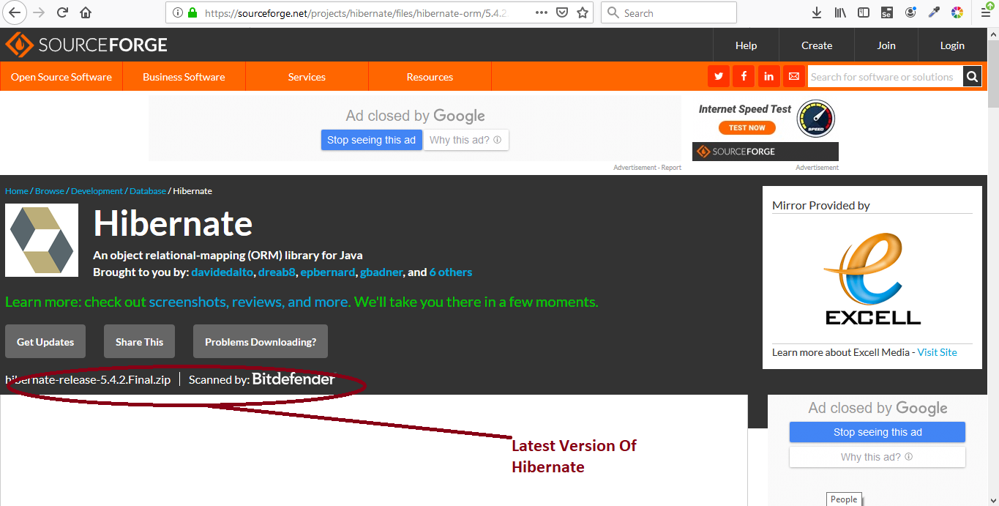 https://sourceforge.net/projects/hibernate/files/hibernate-orm/5.4.2.
Search
Se
SOURCEFORGE
Help
Create
Join
Login
Open Source Software
Business Software
Services
Resources
Search for software or solutions
Ad closed by Google
Stop seeing this ad
Why this ad?
Advertisement - Report
Internet Speed Test
TEST NOW
SPEED
SOURCEFORGE
Advertisement
Home / Browse / Development / Database / Hibernate
Hibernate
An object relational-mapping (ORM) library for Java
Brought to you by: davidedalto, dreab8, epbernard, gbadner, and 6 others
Learn more: check out screenshots, reviews, and more. We'll take you there in a few moments.
Get Updates
Share This
Problems Downloading?
hibernate-release-5.4.2.Final.zip
Scanned by: Bitdefender
Mirror Provided by
e
EXCELL
Learn more about Excell Media - Visit Site
Latest Version Of
Hibernate
Ad closed by Google
Stop seeing this ad
Why this ad?
People